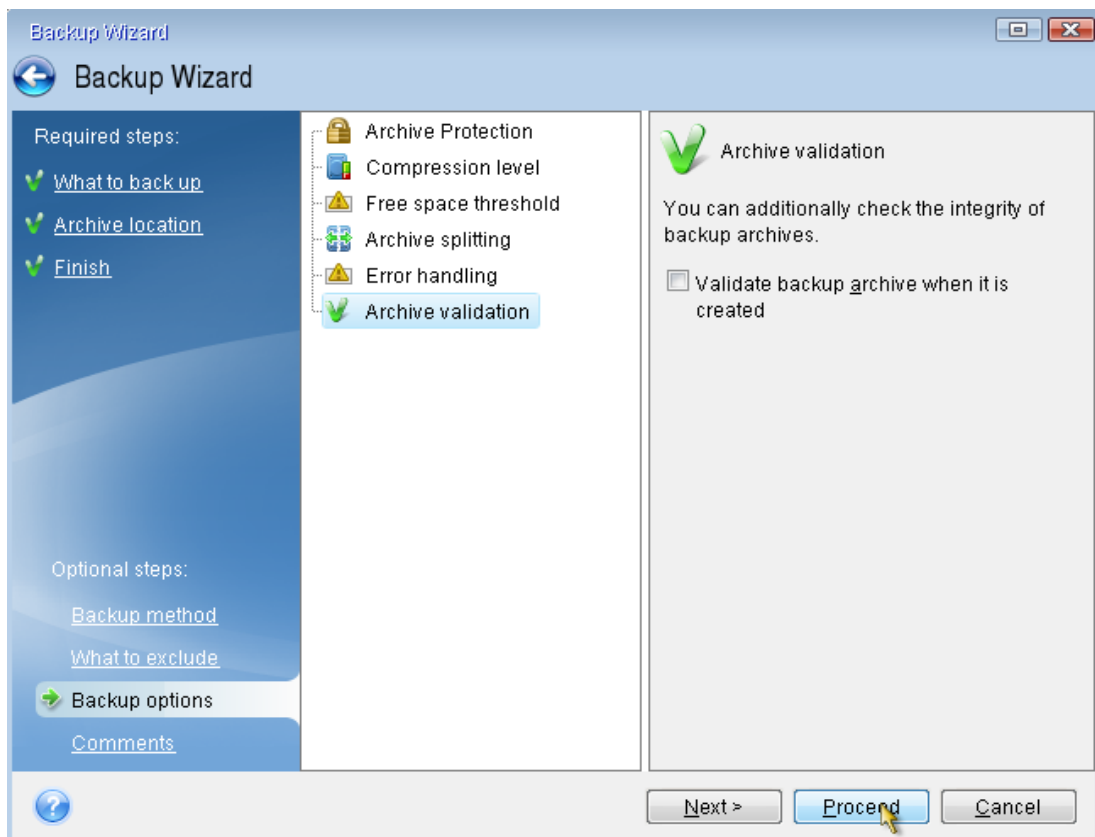 Backup Wizard
Backup Wizard
Required steps:
What to back up
Archive location
Finish
Optional steps:
Backup method
What to exclude
Backup options
Comments
Archive Protection
Compression level
Free space threshold
Archive splitting
Error handling
Archive validation
Archive validation
You can additionally check the integrity of
backup archives.
Validate backup archive when it is
created
?
Next >
Proceed
Cancel